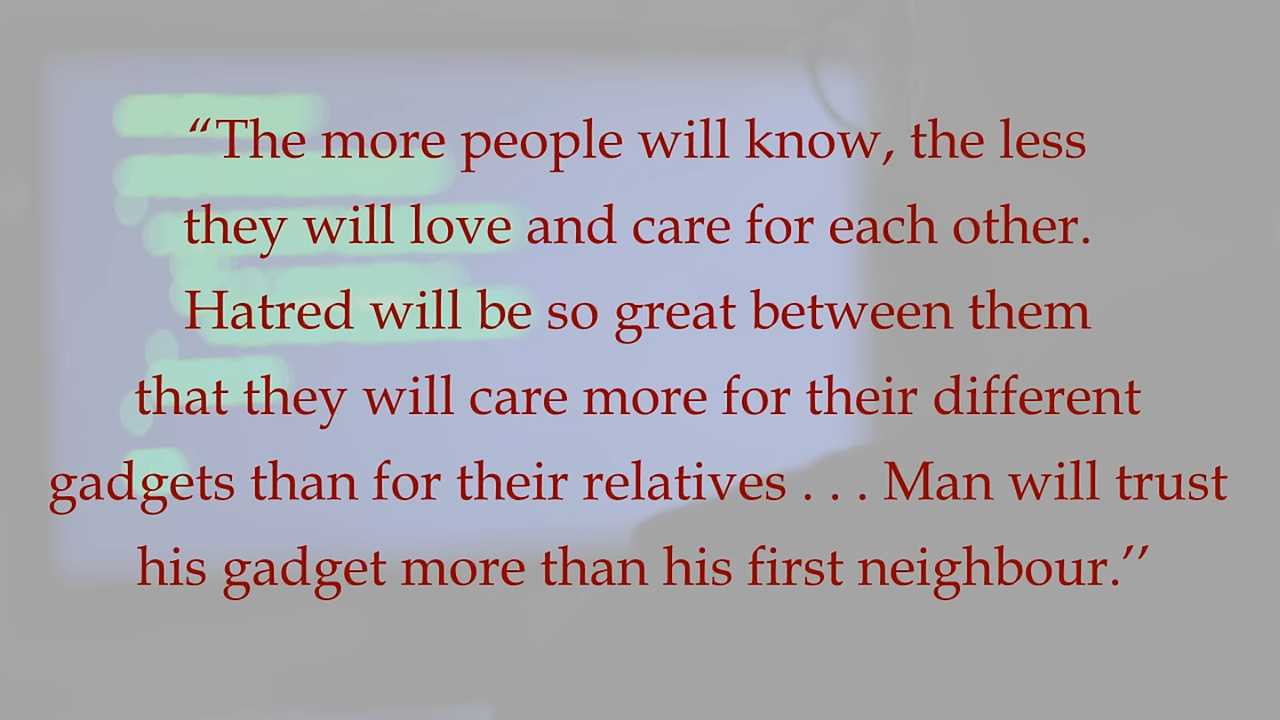 “The more people will know, the less
they will love and care for each other.
Hatred will be so great between them
that they will care more for their different
gadgets than for their relatives . . . Man will trust
his gadget more than his first neighbour.’’